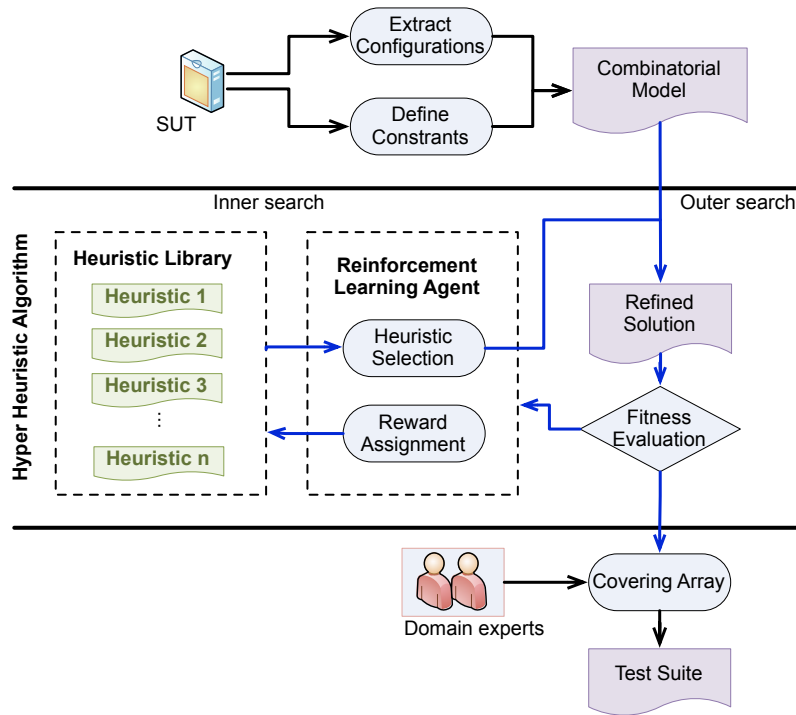 Extract
Configurations
SUT
Define
Constrants
Combinatorial
Model
Inner search
Outer search
Hyper Heuristic Algorithm
Heuristic Library
Heuristic 1
Heuristic 2
Heuristic 3
...
Heuristic n
Reinforcement
Learning Agent
Heuristic
Selection
Reward
Assignment
Refined
Solution
Fitness
Evaluation
Domain experts
Covering Array
Test Suite